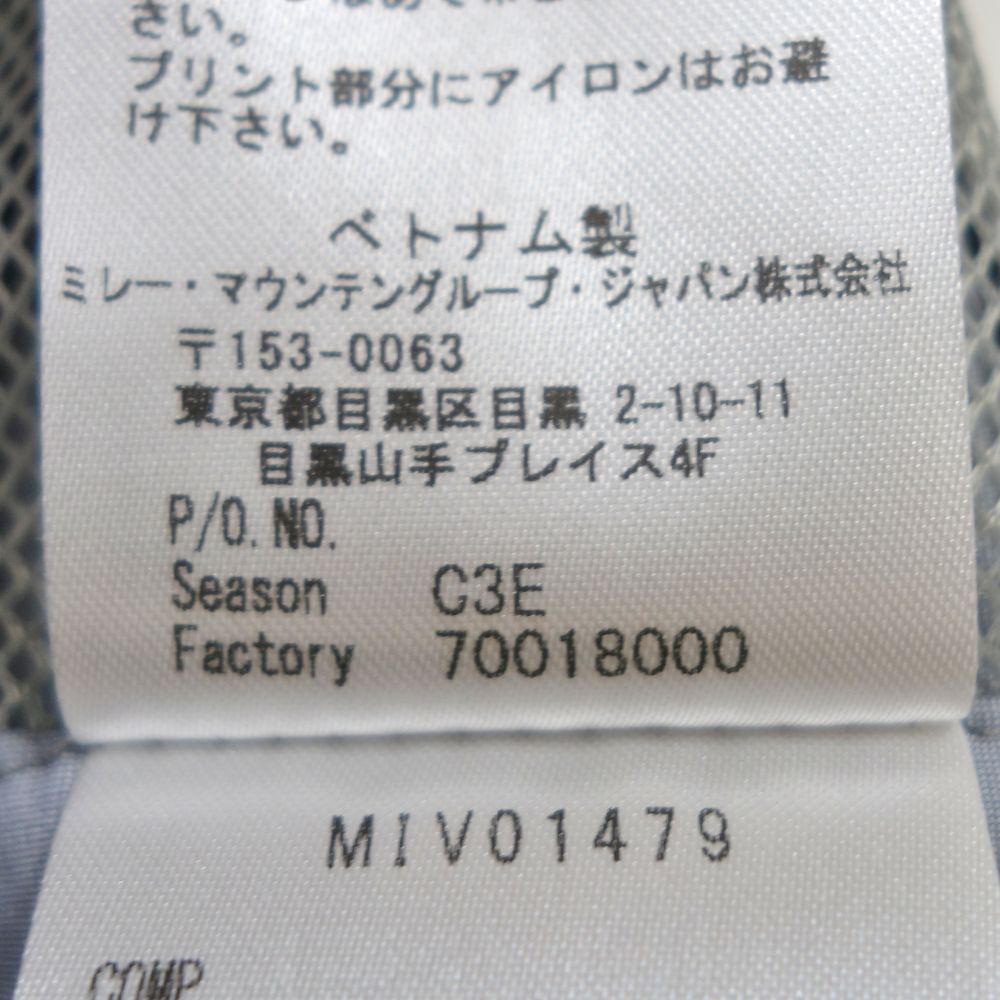 さい。
プリント部分にアイロンはお避
け下さい。
ベトナム製
ミレー・マウンテングループ・ジャパン株式会社
〒153-0063
東京都目黒区目黒 2-10-11
目黒山手プレイス4F
P/O. NO.
Season C3E
Factory 70018000
MIV01479
COMP